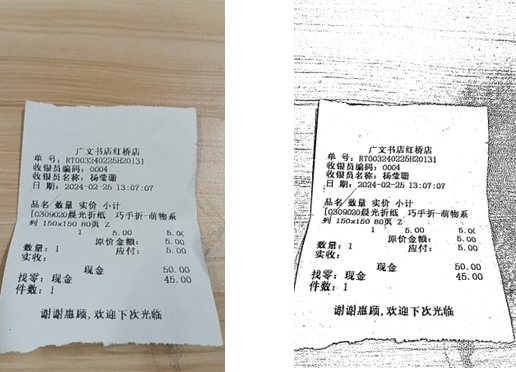 广文书店红桥店
单 号: RT003240225H20131
收银员编码: 0004
收银员名称: 杨莹珊
日 期: 2024-02-25 13:07:07
品名 数量 实价 小计
[0309020晨光折纸 巧手折-萌物系
列 150x150 80页 Z
1 5.00 5.00
原价金额: 5.00
数量: 1 应付: 5.00
实收:
现金 50.00
找零: 现金 45.00
件数: 1
谢谢惠顾,欢迎下次光临
广文书店红桥店
单 号: RT003240225H20131
收银员编码: 0004
收银员名称: 杨莹珊
日 期: 2024-02-25 13:07:07
品名 数量 实价 小计
[0309020晨光折纸 巧手折-萌物系
列 150x150 80页 Z
1 5.00 5.00
原价金额: 5.00
数量: 1 应付: 5.00
实收:
现金 50.00
找零: 现金 45.00
件数: 1
谢谢惠顾,欢迎下次光临